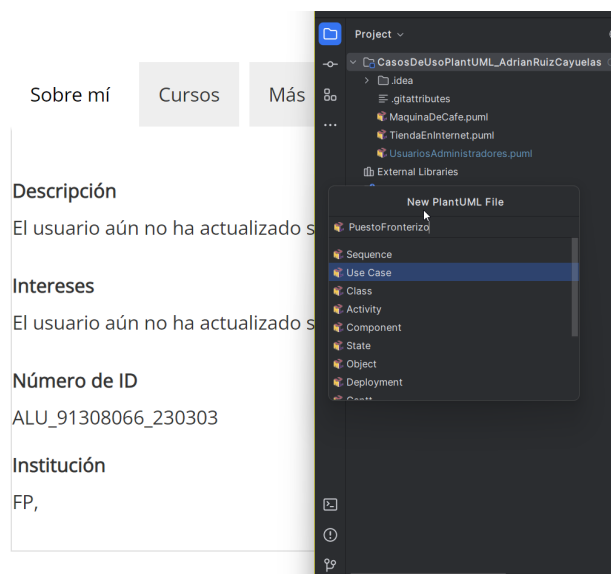 Sobre mí
Cursos
Más
Descripción
El usuario aún no ha actualizado s
Intereses
El usuario aún no ha actualizado s
Número de ID
ALU_91308066_230303
Institución
FP,
Project
CasosDeUsoPlantUML_AdrianRuizCayuelas
.idea
.gitattributes
MaquinaDeCafe.puml
TiendaEnInternet.puml
UsuariosAdministradores.puml
External Libraries
New PlantUML File
PuestoFronterizo
Sequence
Use Case
Class
Activity
Component
State
Object
Deployment